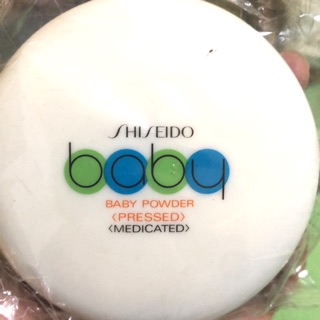 SHISEIDO
baby
BABY POWDER
〈PRESSED〉
〈MEDICATED〉